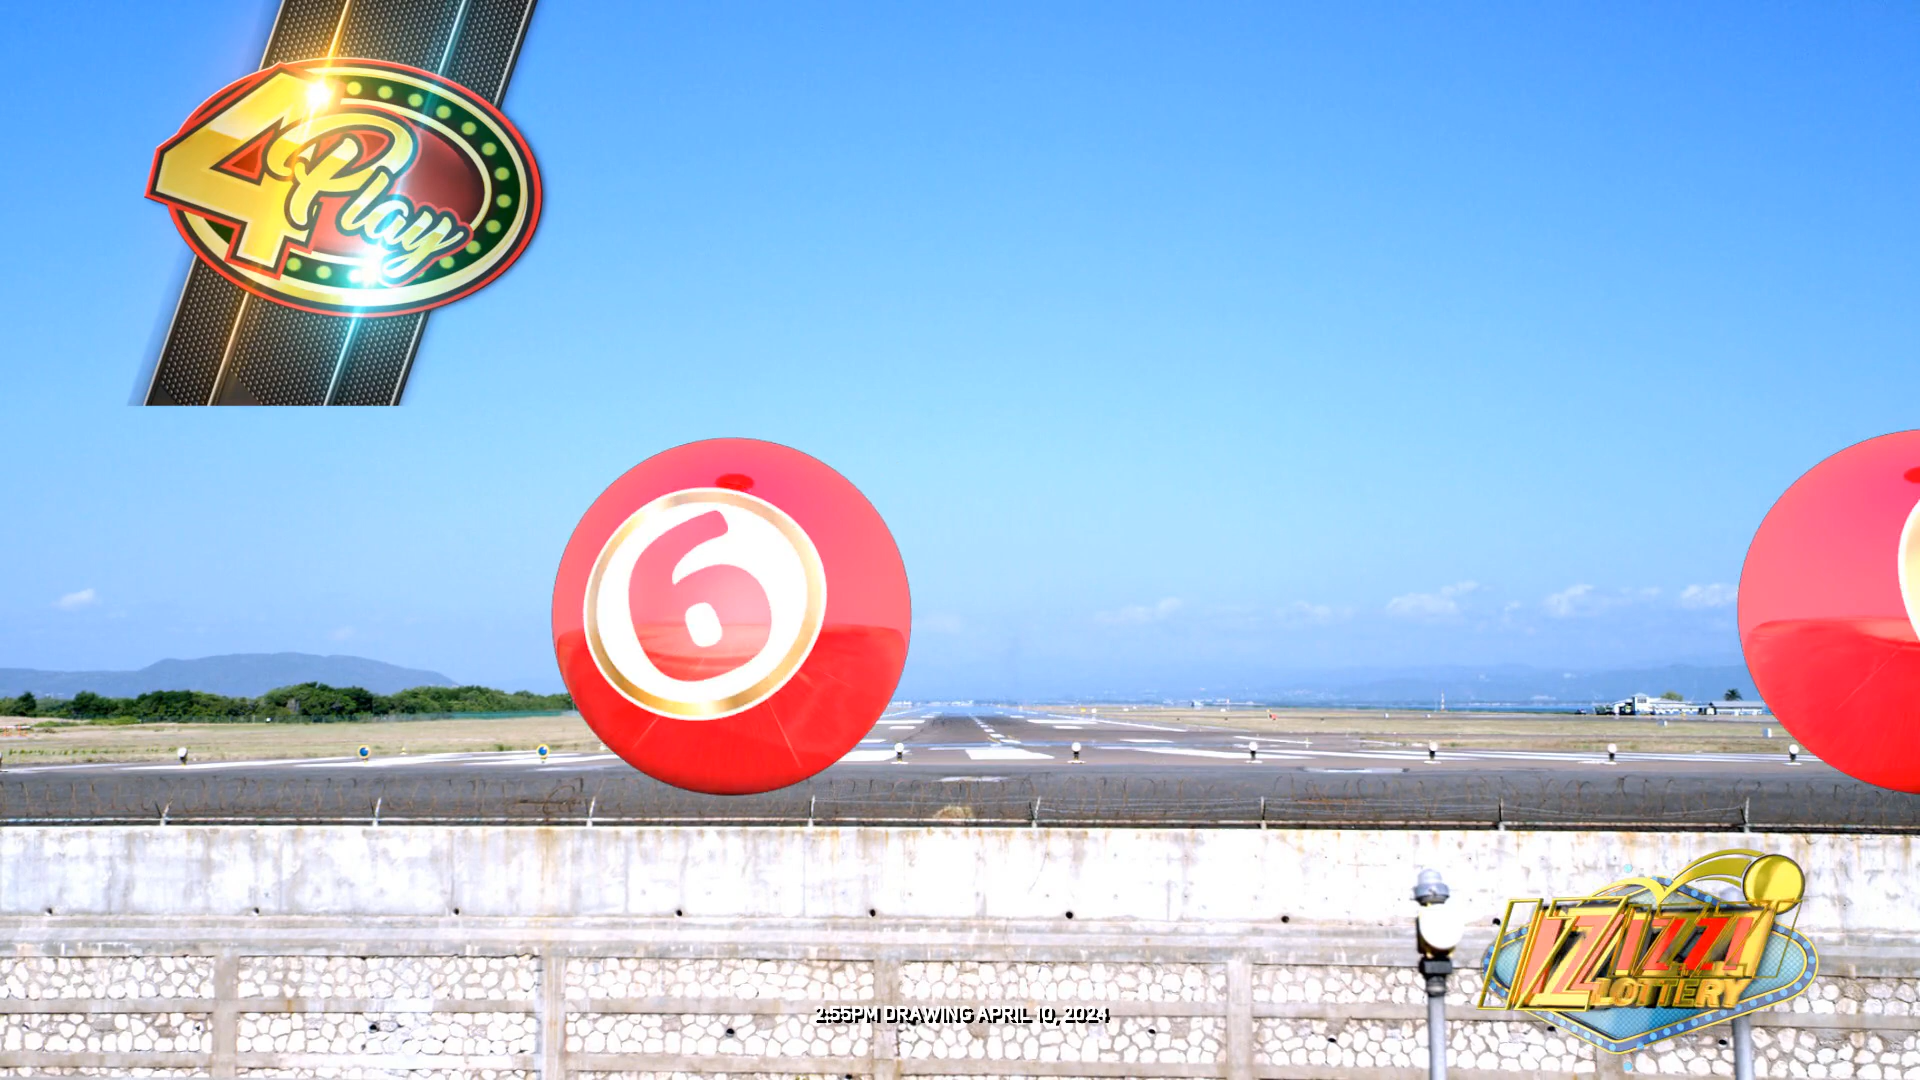 4Play
6
IZIZZI
LOTTERY
2:55PM DRAWING APRIL 10, 2024